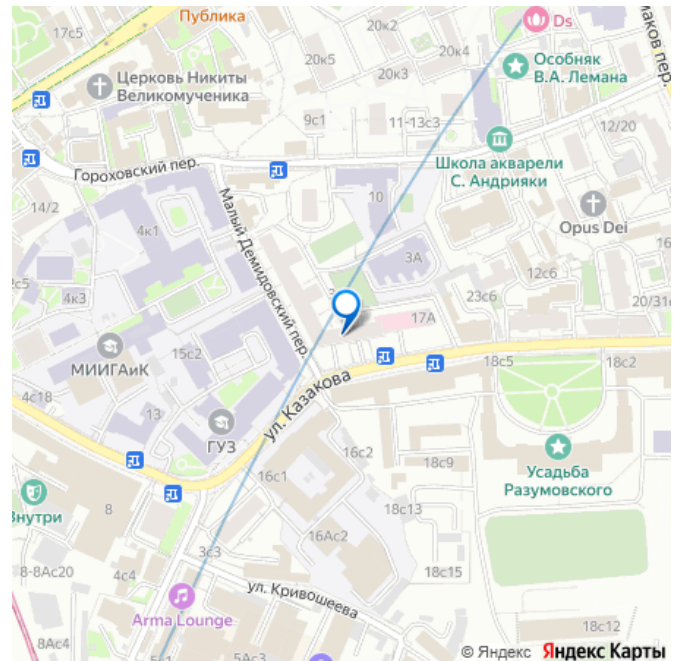 Публика
17с5
20к2
Ds
20к5
20к4
20к3
Особняк
В.А. Лемана
Церковь Никиты
Великомученика
9с1
11-13с3
12/20
Гороховский пер.
Школа акварели
С. Андрияки
Малый Демидовский пер.
10
Opus Dei
14/2
4к1
3А
12с6
4к3
23с6
20/31с
17А
МИИГАиК
15с2
18с5
18с2
4с18
13
ГУЗ
ул. Казакова
16с2
18с9
Усадьба
Разумовского
16с1
Внутри
8
18с13
16Ас2
3с3
8-8Ас20
4с4
18с15
ул. Кривошеева
Arma Lounge
18с12
8Ас4
5Ас3
© Яндекс Яндекс Карты